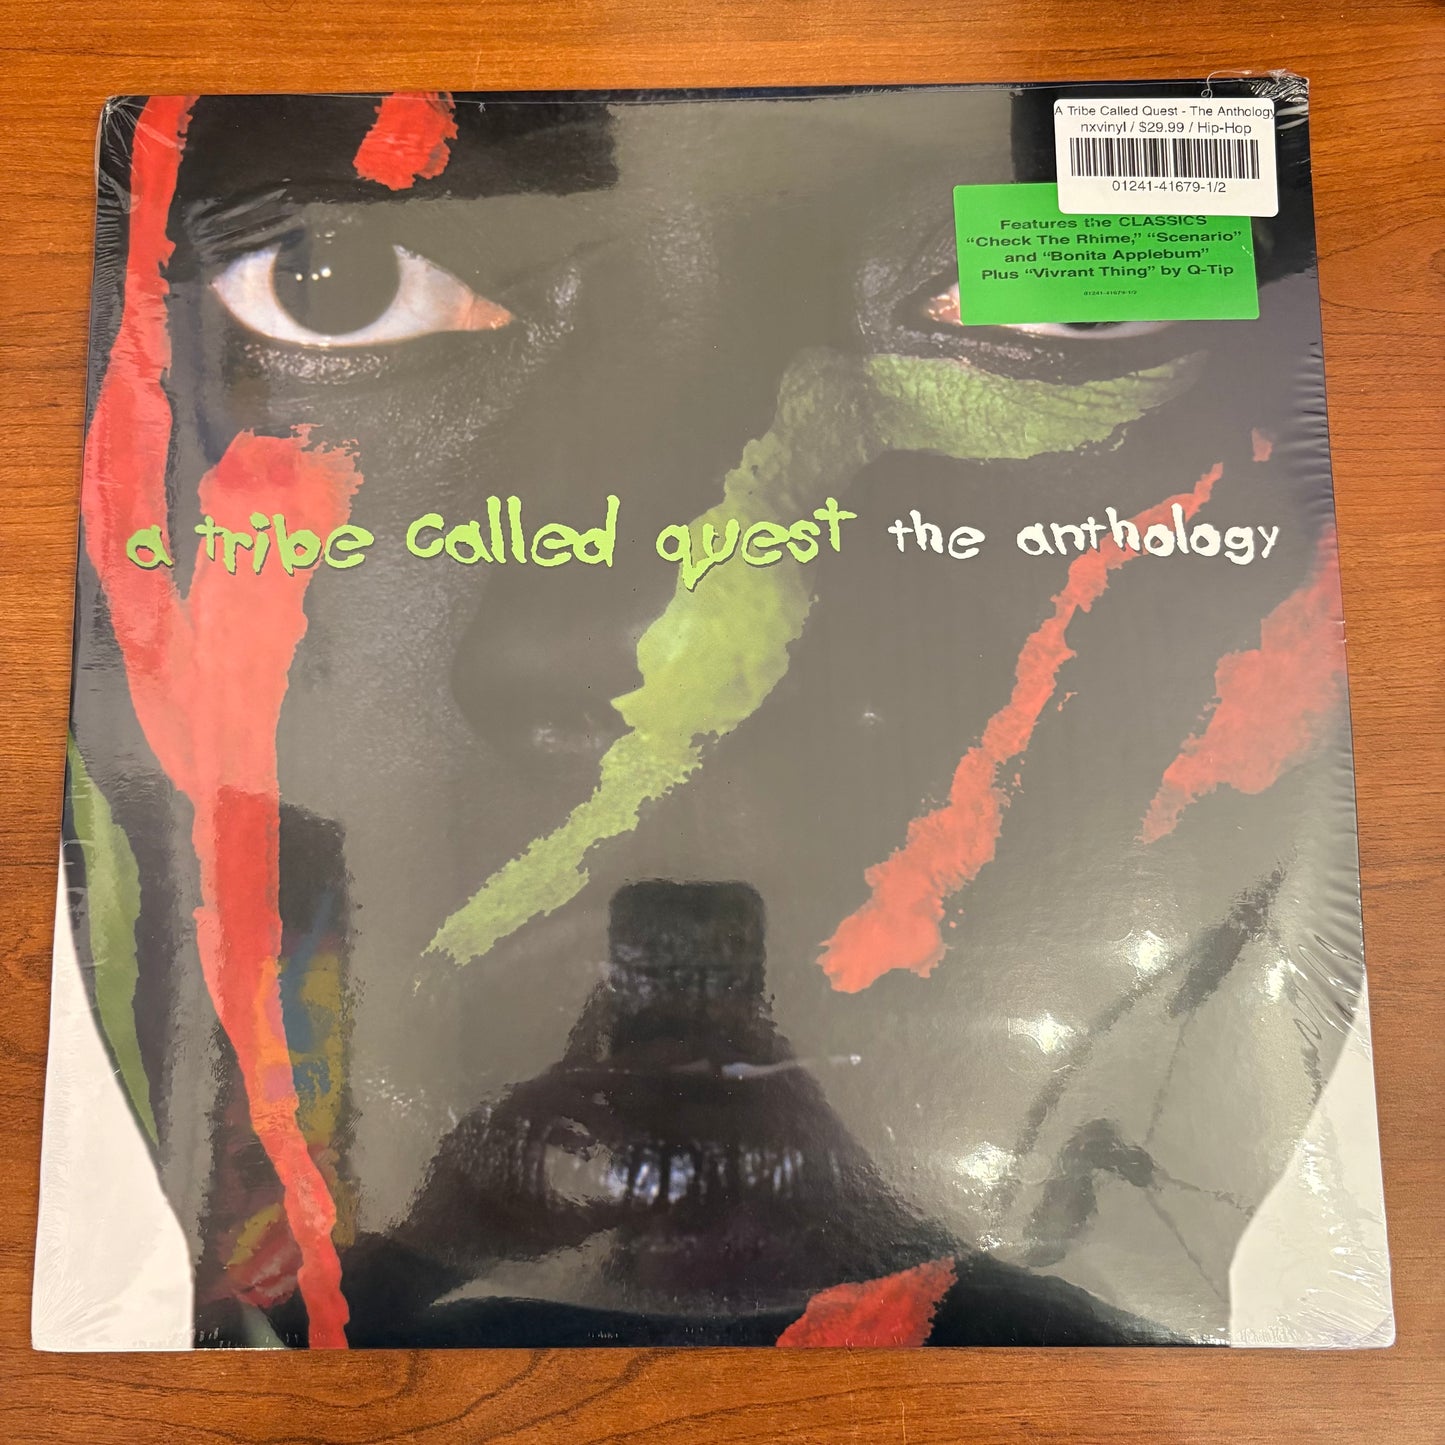 A Tribe Called Quest - The Anthology
nxvinyl / $29.99 / Hip-Hop
01241-41679-1/2
Features the CLASSICS
“Check The Rhime,” “Scenario”
and “Bonita Applebum”
Plus “Vivrant Thing” by Q-Tip
01241-41679-1/2
a tribe called quest the anthology